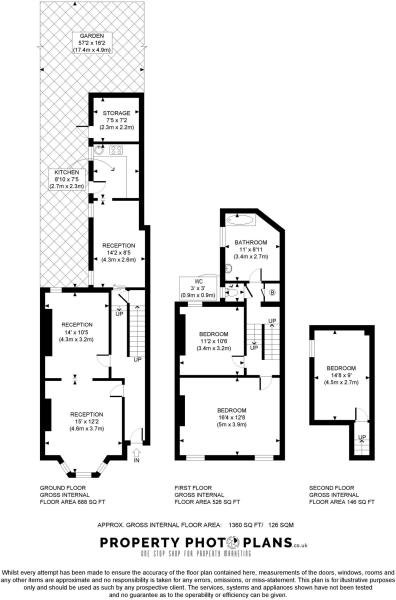 GARDEN
57'2 x 16'2
(17.4m x 4.9m)
STORAGE
7'5 x 7'2
(2.3m x 2.2m)
KITCHEN
8'10 x 7'5
(2.7m x 2.3m)
RECEPTION
14'2 x 8'5
(4.3m x 2.6m)
BATHROOM
11' x 8'11
(3.4m x 2.7m)
WC
3' x 3'
(0.9m x 0.9m)
B
UP
UP
RECEPTION
14' x 10'5
(4.3m x 3.2m)
UP
UP
BEDROOM
11'2 x 10'6
(3.4m x 3.2m)
BEDROOM
14'8 x 9'
(4.5m x 2.7m)
RECEPTION
15' x 12'2
(4.6m x 3.7m)
BEDROOM
16'4 x 12'8
(5m x 3.9m)
UP
IN
GROUND FLOOR
GROSS INTERNAL
FLOOR AREA 688 SQ FT
FIRST FLOOR
GROSS INTERNAL
FLOOR AREA 526 SQ FT
SECOND FLOOR
GROSS INTERNAL
FLOOR AREA 146 SQ FT
APPROX. GROSS INTERNAL FLOOR AREA: 1360 SQ FT/ 126 SQM
PROPERTY PHOTO PLANS.co.uk
ONE STOP SHOP FOR PROPERTY MARKETING
Whilst every attempt has been made to ensure the accuracy of the floor plan contained here, measurements of the doors, windows, rooms and
any other items are approximate and no responsibility is taken for any errors, omissions, or miss-statement. This plan is for illustrative purposes
only and should be used as such by any prospective client. The services, systems and appliances shown have not been tested
and no guarantee as to the operability or efficiency can be given.